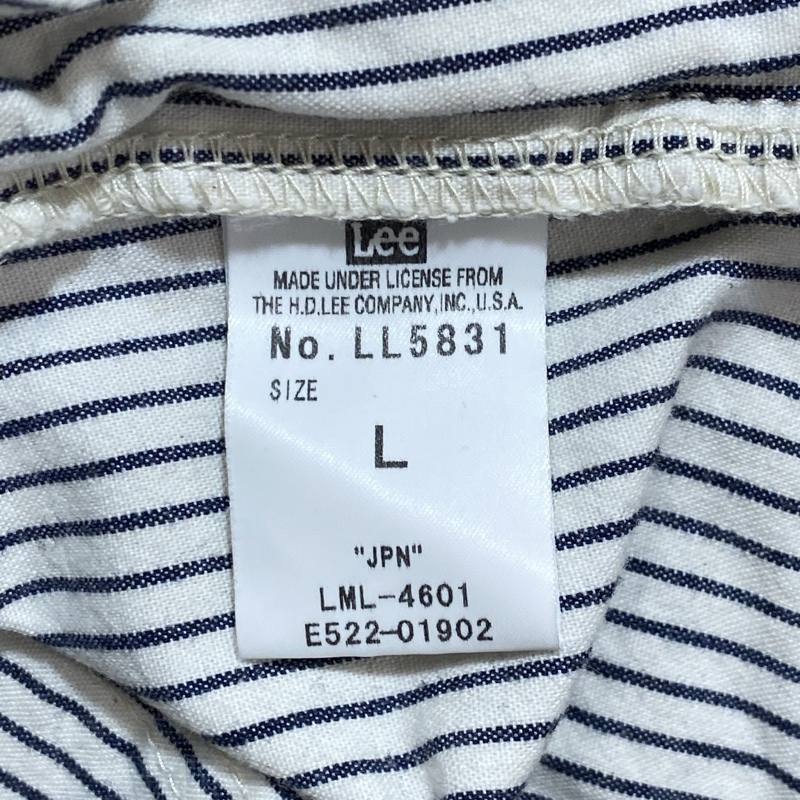 Lee
MADE UNDER LICENSE FROM
THE H.D.LEE COMPANY,INC.,U.S.A.
No. LL5831
SIZE
L
"JPN"
LML-4601
E522-01902